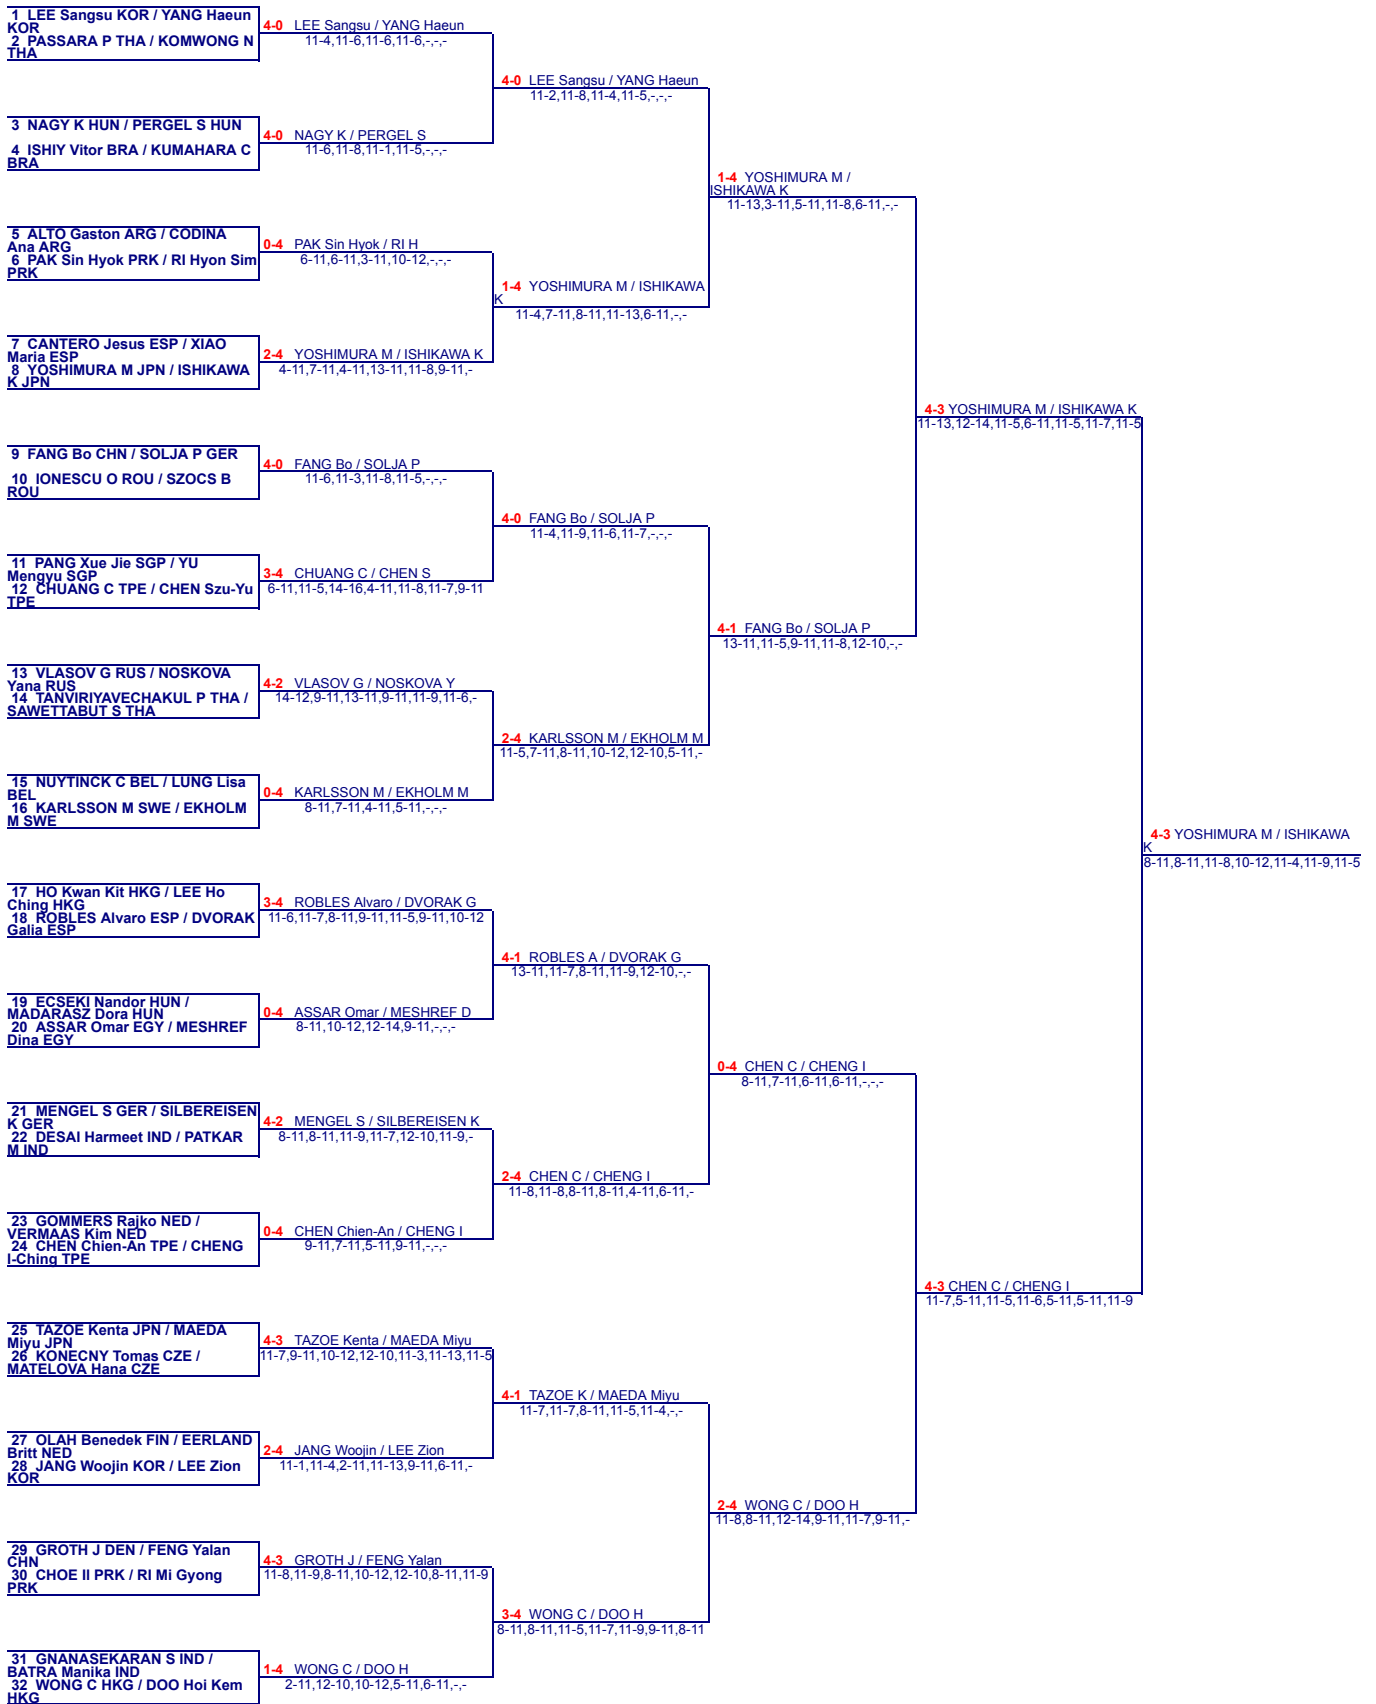 1 LEE Sangsu KOR / YANG Haeun
KOR
2 PASSARA P THA / KOMWONG N
THA
3 NAGY K HUN / PERGEL S HUN
4 ISHIY Vitor BRA / KUMAHARA C
BRA
5 ALTO Gaston ARG / CODINA
Ana ARG
6 PAK Sin Hyok PRK / RI Hyon Sim
PRK
7 CANTERO Jesus ESP / XIAO
Maria ESP
8 YOSHIMURA M JPN / ISHIKAWA
K JPN
9 FANG Bo CHN / SOLJA P GER
10 IONESCU O ROU / SZOCS B
ROU
11 PANG Xue Jie SGP / YU
Mengyu SGP
12 CHUANG C TPE / CHEN Szu-Yu
TPE
13 VLASOV G RUS / NOSKOVA
Yana RUS
14 TANVIRIYAVECHAKUL P THA /
SAWETTABUT S THA
15 NUYTINCK C BEL / LUNG Lisa
BEL
16 KARLSSON M SWE / EKHOLM
M SWE
17 HO Kwan Kit HKG / LEE Ho
Ching HKG
18 ROBLES Alvaro ESP / DVORAK
Galia ESP
19 ECSEKI Nandor HUN /
MADARASZ Dora HUN
20 ASSAR Omar EGY / MESHREF
Dina EGY
21 MENGEL S GER / SILBEREISEN
K GER
22 DESAI Harmeet IND / PATKAR
M IND
23 GOMMERS Rajko NED /
VERMAAS Kim NED
24 CHEN Chien-An TPE / CHENG
I-Ching TPE
25 TAZOE Kenta JPN / MAEDA
Miyu JPN
26 KONECNY Tomas CZE /
MATELOVA Hana CZE
27 OLAH Benedek FIN / EERLAND
Britt NED
28 JANG Woojin KOR / LEE Zion
KOR
29 GROTH J DEN / FENG Yalan
CHN
30 CHOE Il PRK / RI Mi Gyong
PRK
31 GNANASEKARAN S IND /
BATRA Manika IND
32 WONG C HKG / DOO Hoi Kem
HKG
4-0 LEE Sangsu / YANG Haeun
11-4,11-6,11-6,11-6,-,-,-
4-0 NAGY K / PERGEL S
11-6,11-8,11-1,11-5,-,-,-
0-4 PAK Sin Hyok / RI H
6-11,6-11,3-11,10-12,-,-,-
2-4 YOSHIMURA M / ISHIKAWA K
4-11,7-11,4-11,13-11,11-8,9-11,-
4-0 FANG Bo / SOLJA P
11-6,11-3,11-8,11-5,-,-,-
3-4 CHUANG C / CHEN S
6-11,11-5,14-16,4-11,11-8,11-7,9-11
4-2 VLASOV G / NOSKOVA Y
14-12,9-11,13-11,9-11,11-9,11-6,-
0-4 KARLSSON M / EKHOLM M
8-11,7-11,4-11,5-11,-,-,-
3-4 ROBLES Alvaro / DVORAK G
11-6,11-7,8-11,9-11,11-5,9-11,10-12
0-4 ASSAR Omar / MESHREF D
8-11,10-12,12-14,9-11,-,-,-
4-2 MENGEL S / SILBEREISEN K
8-11,8-11,11-9,11-7,12-10,11-9,-
0-4 CHEN Chien-An / CHENG I
9-11,7-11,5-11,9-11,-,-,-
4-3 TAZOE Kenta / MAEDA Miyu
11-7,9-11,10-12,12-10,11-3,11-13,11-5
2-4 JANG Woojin / LEE Zion
11-1,11-4,2-11,11-13,9-11,6-11,-
4-3 GROTH J / FENG Yalan
11-8,11-9,8-11,10-12,12-10,8-11,11-9
1-4 WONG C / DOO H
2-11,12-10,10-12,5-11,6-11,-,-
4-0 LEE Sangsu / YANG Haeun
11-2,11-8,11-4,11-5,-,-,-
1-4 YOSHIMURA M / ISHIKAWA
K
11-4,7-11,8-11,11-13,6-11,-,-
4-0 FANG Bo / SOLJA P
11-4,11-9,11-6,11-7,-,-,-
2-4 KARLSSON M / EKHOLM M
11-5,7-11,8-11,10-12,12-10,5-11,-
4-1 ROBLES A / DVORAK G
13-11,11-7,8-11,11-9,12-10,-,-
2-4 CHEN C / CHENG I
11-8,11-8,8-11,8-11,4-11,6-11,-
4-1 TAZOE K / MAEDA Miyu
11-7,11-7,8-11,11-5,11-4,-,-
3-4 WONG C / DOO H
8-11,8-11,11-5,11-7,11-9,9-11,8-11
1-4 YOSHIMURA M /
ISHIKAWA K
11-13,3-11,5-11,11-8,6-11,-,-
4-1 FANG Bo / SOLJA P
13-11,11-5,9-11,11-8,12-10,-,-
0-4 CHEN C / CHENG I
8-11,7-11,6-11,6-11,-,-,-
2-4 WONG C / DOO H
11-8,8-11,12-14,9-11,11-7,9-11,-
4-3 YOSHIMURA M / ISHIKAWA K
11-13,12-14,11-5,6-11,11-5,11-7,11-5
4-3 CHEN C / CHENG I
11-7,5-11,11-5,11-6,5-11,5-11,11-9
4-3 YOSHIMURA M / ISHIKAWA
K
8-11,8-11,11-8,10-12,11-4,11-9,11-5